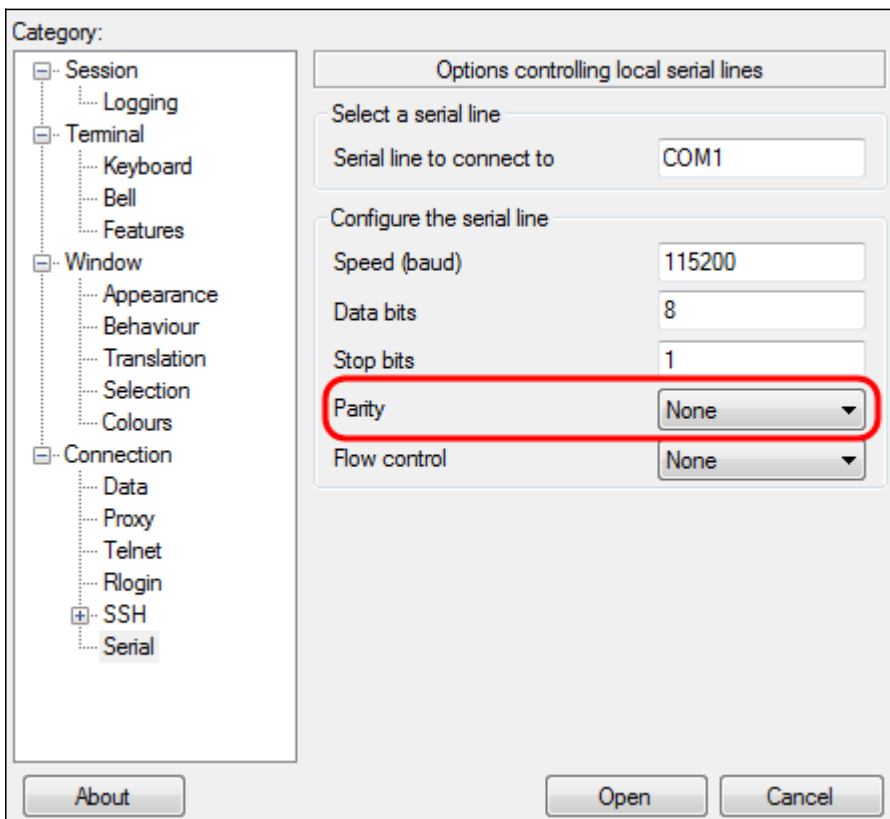 Category:
Session
Logging
Terminal
Keyboard
Bell
Features
Window
Appearance
Behaviour
Translation
Selection
Colours
Connection
Data
Proxy
Telnet
Rlogin
SSH
Serial
Options controlling local serial lines
Select a serial line
Serial line to connect to COM1
Configure the serial line
Speed (baud) 115200
Data bits 8
Stop bits 1
Parity None
Flow control None
About Open Cancel